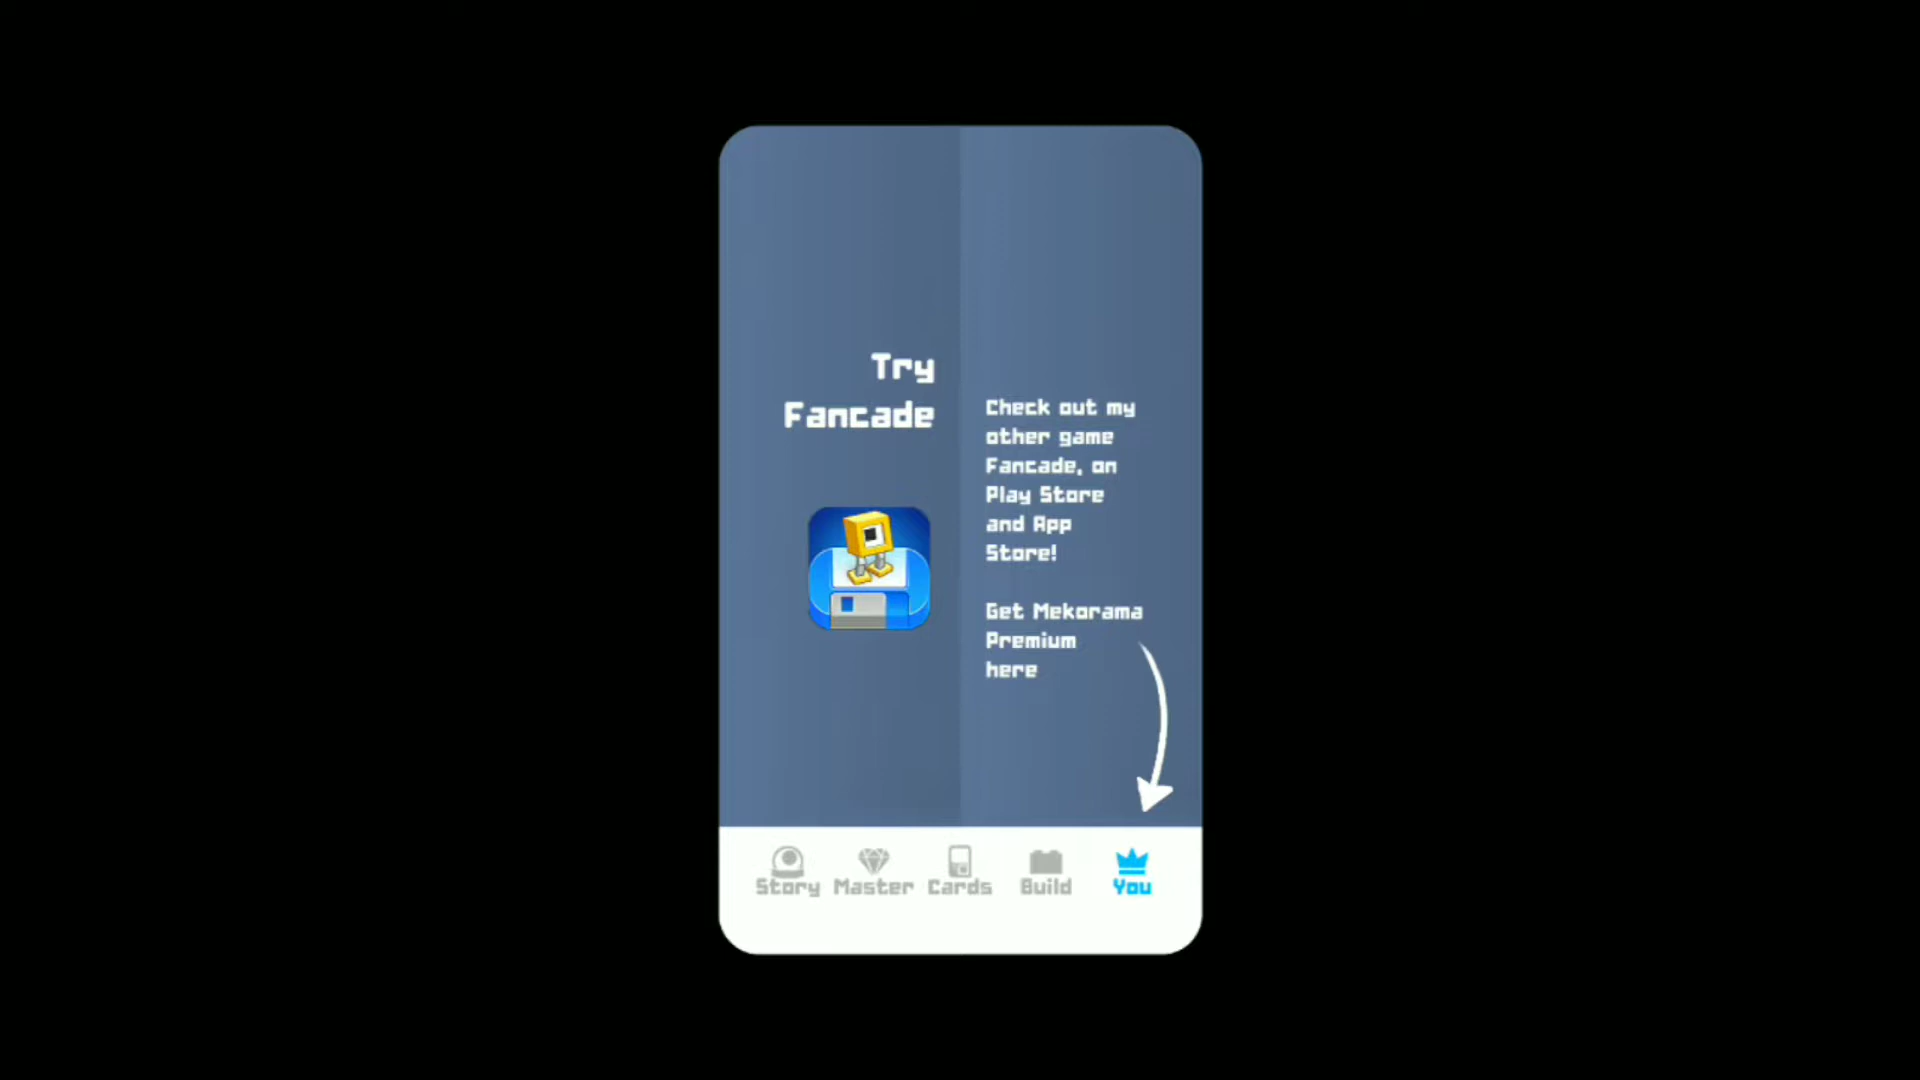 Try
Fancade
Check out my
other game
Fancade, on
Play Store
and App
Store!
Get Mekorama
Premium
here
Story
Master
Cards
Build
You